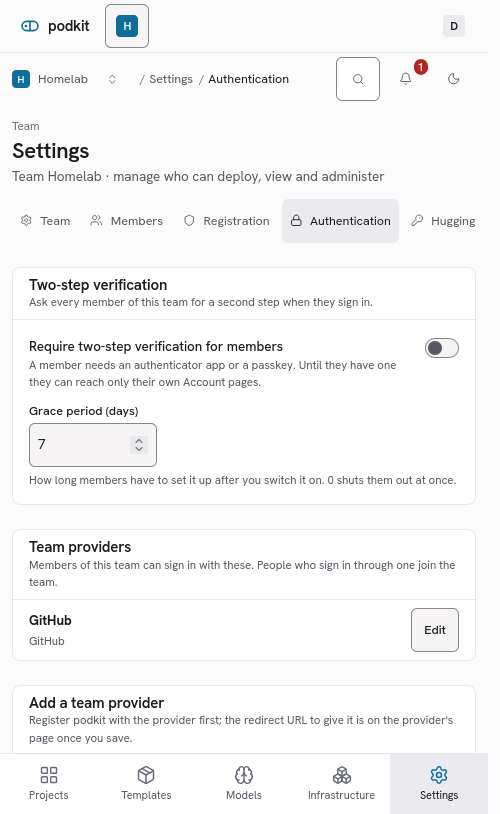 podkit
H
D
H Homelab / Settings / Authentication
1
Team
Settings
Team Homelab · manage who can deploy, view and administer
Team Members Registration Authentication Hugging
Two-step verification
Ask every member of this team for a second step when they sign in.
Require two-step verification for members
A member needs an authenticator app or a passkey. Until they have one
they can reach only their own Account pages.
Grace period (days)
7
How long members have to set it up after you switch it on. 0 shuts them out at once.
Team providers
Members of this team can sign in with these. People who sign in through one join the
team.
GitHub
GitHub
Edit
Add a team provider
Register podkit with the provider first; the redirect URL to give it is on the provider's
page once you save.
Projects Templates Models Infrastructure Settings